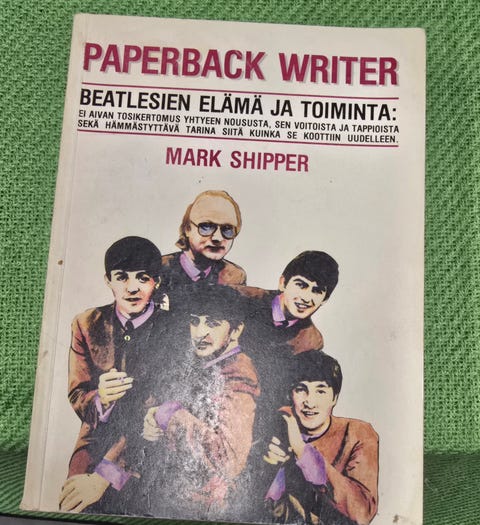 PAPERBACK WRITER
BEATLESIEN ELÄMÄ JA TOIMINTA:
EI AIVAN TOSIKERTOMUS YHTYEEN NOUSUSTA, SEN VOITOISTA JA TAPPIOISTA
SEKÄ HÄMMÄSTYTTÄVÄ TARINA SIITÄ KUINKA SE KOOTTIIN UUDELLEEN.
MARK SHIPPER